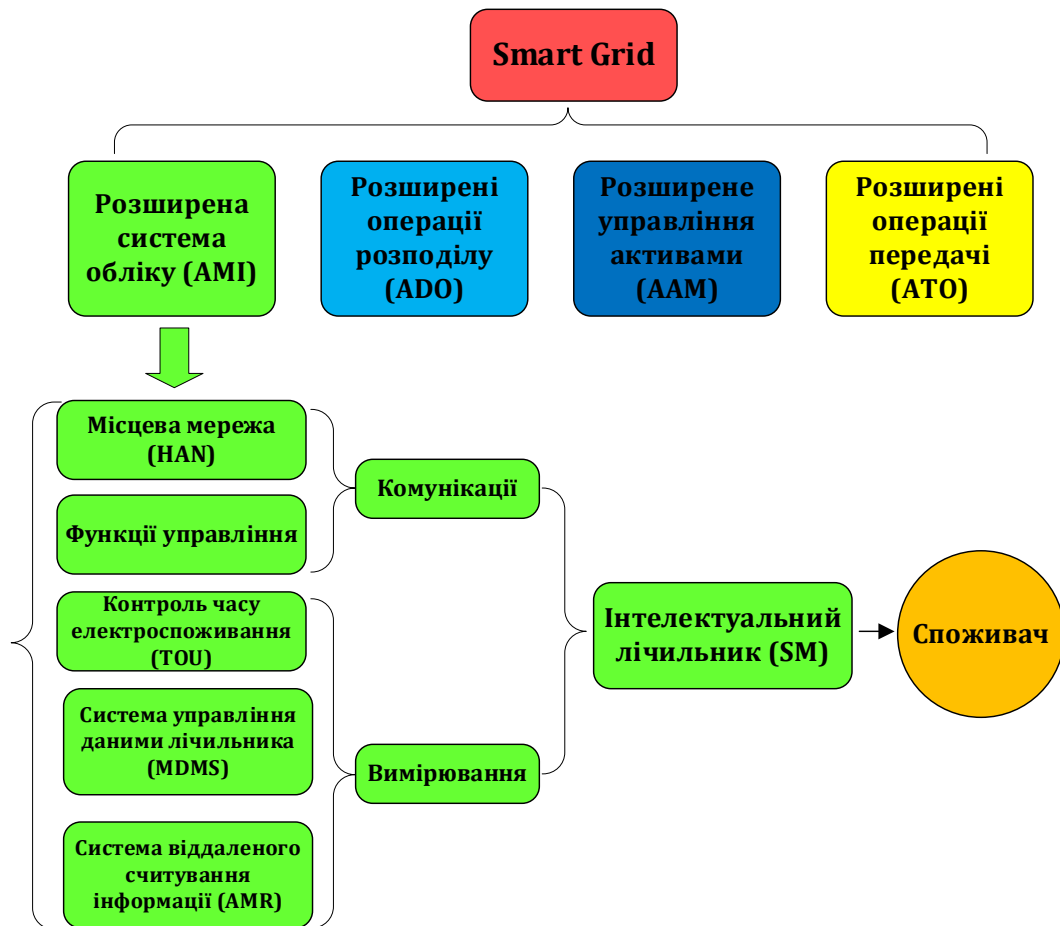 Smart Grid
Розширена
система
обліку (AMI)
Розширені
операції
розподілу
(ADO)
Розширене
управління
активами
(AAM)
Розширені
операції
передачі
(ATO)
Місцева мережа
(HAN)
Функції управління
Контроль часу
електроспоживання
(TOU)
Система управління
даними лічильника
(MDMS)
Система віддаленого
считування
інформації (AMR)
Комунікації
Вимірювання
Інтелектуальний
лічильник (SM)
Споживач